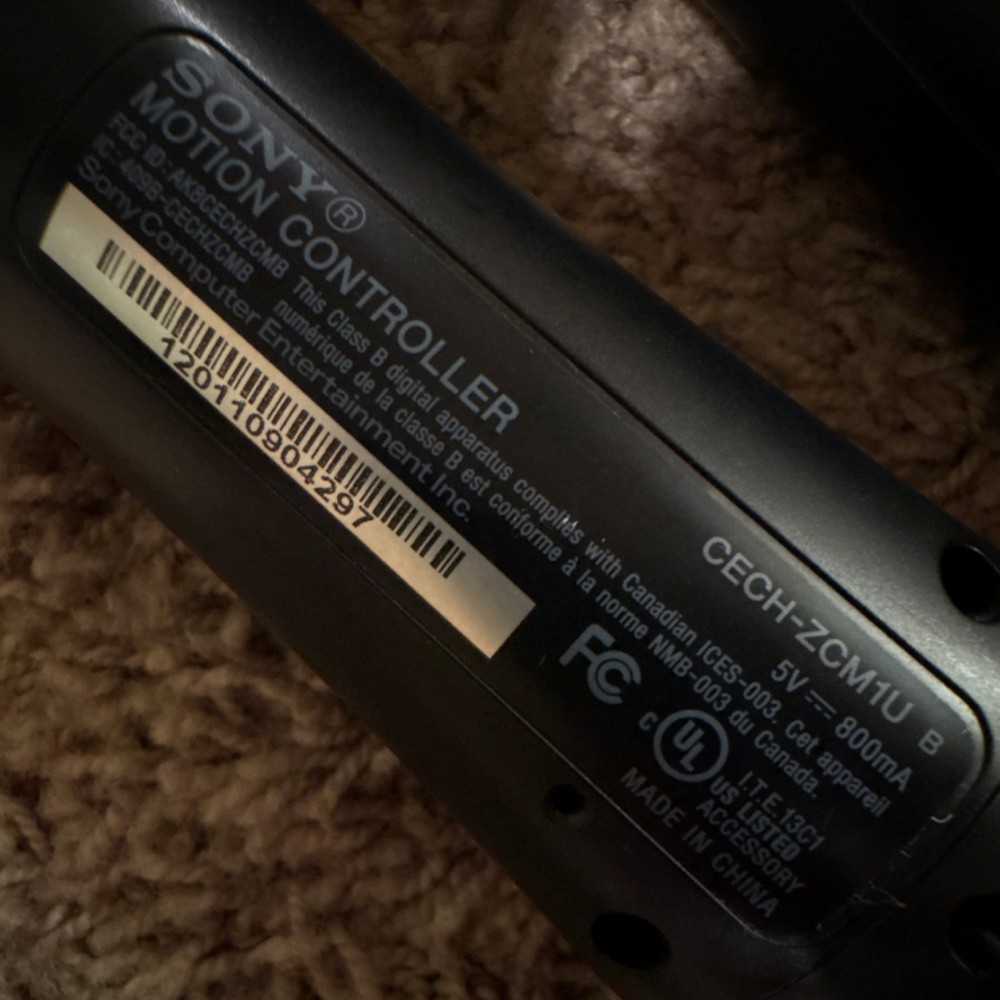 SONY®
MOTION CONTROLLER
CECH-ZCM1U B
5V ⎓ 800mA
FCC ID: AK8CECHZCMB This Class B digital apparatus complies with Canadian ICES-003. Cet appareil
IC: 409B-CECHZCMB numérique de la classe B est conforme à la norme NMB-003 du Canada.
Sony Computer Entertainment Inc.
FC
C UL US LISTED
I.T.E. 13C1
ACCESSORY
MADE IN CHINA
120110904297